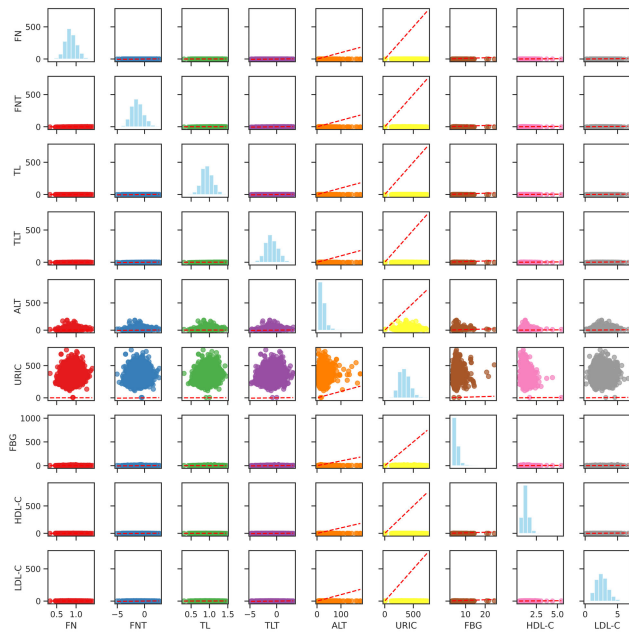 FN 500 0
FNT 500 0
TL 500 0
TLT 500 0
ALT 500 0
URIC 500 0
FBG 1000 500 0
HDL-C 500 0
LDL-C 500 0
0.5 1.0 −5 0 0.5 1.0 1.5 −5 0 0 100 0 500 10 20 2.5 5.0 0 5
FN FNT TL TLT ALT URIC FBG HDL-C LDL-C